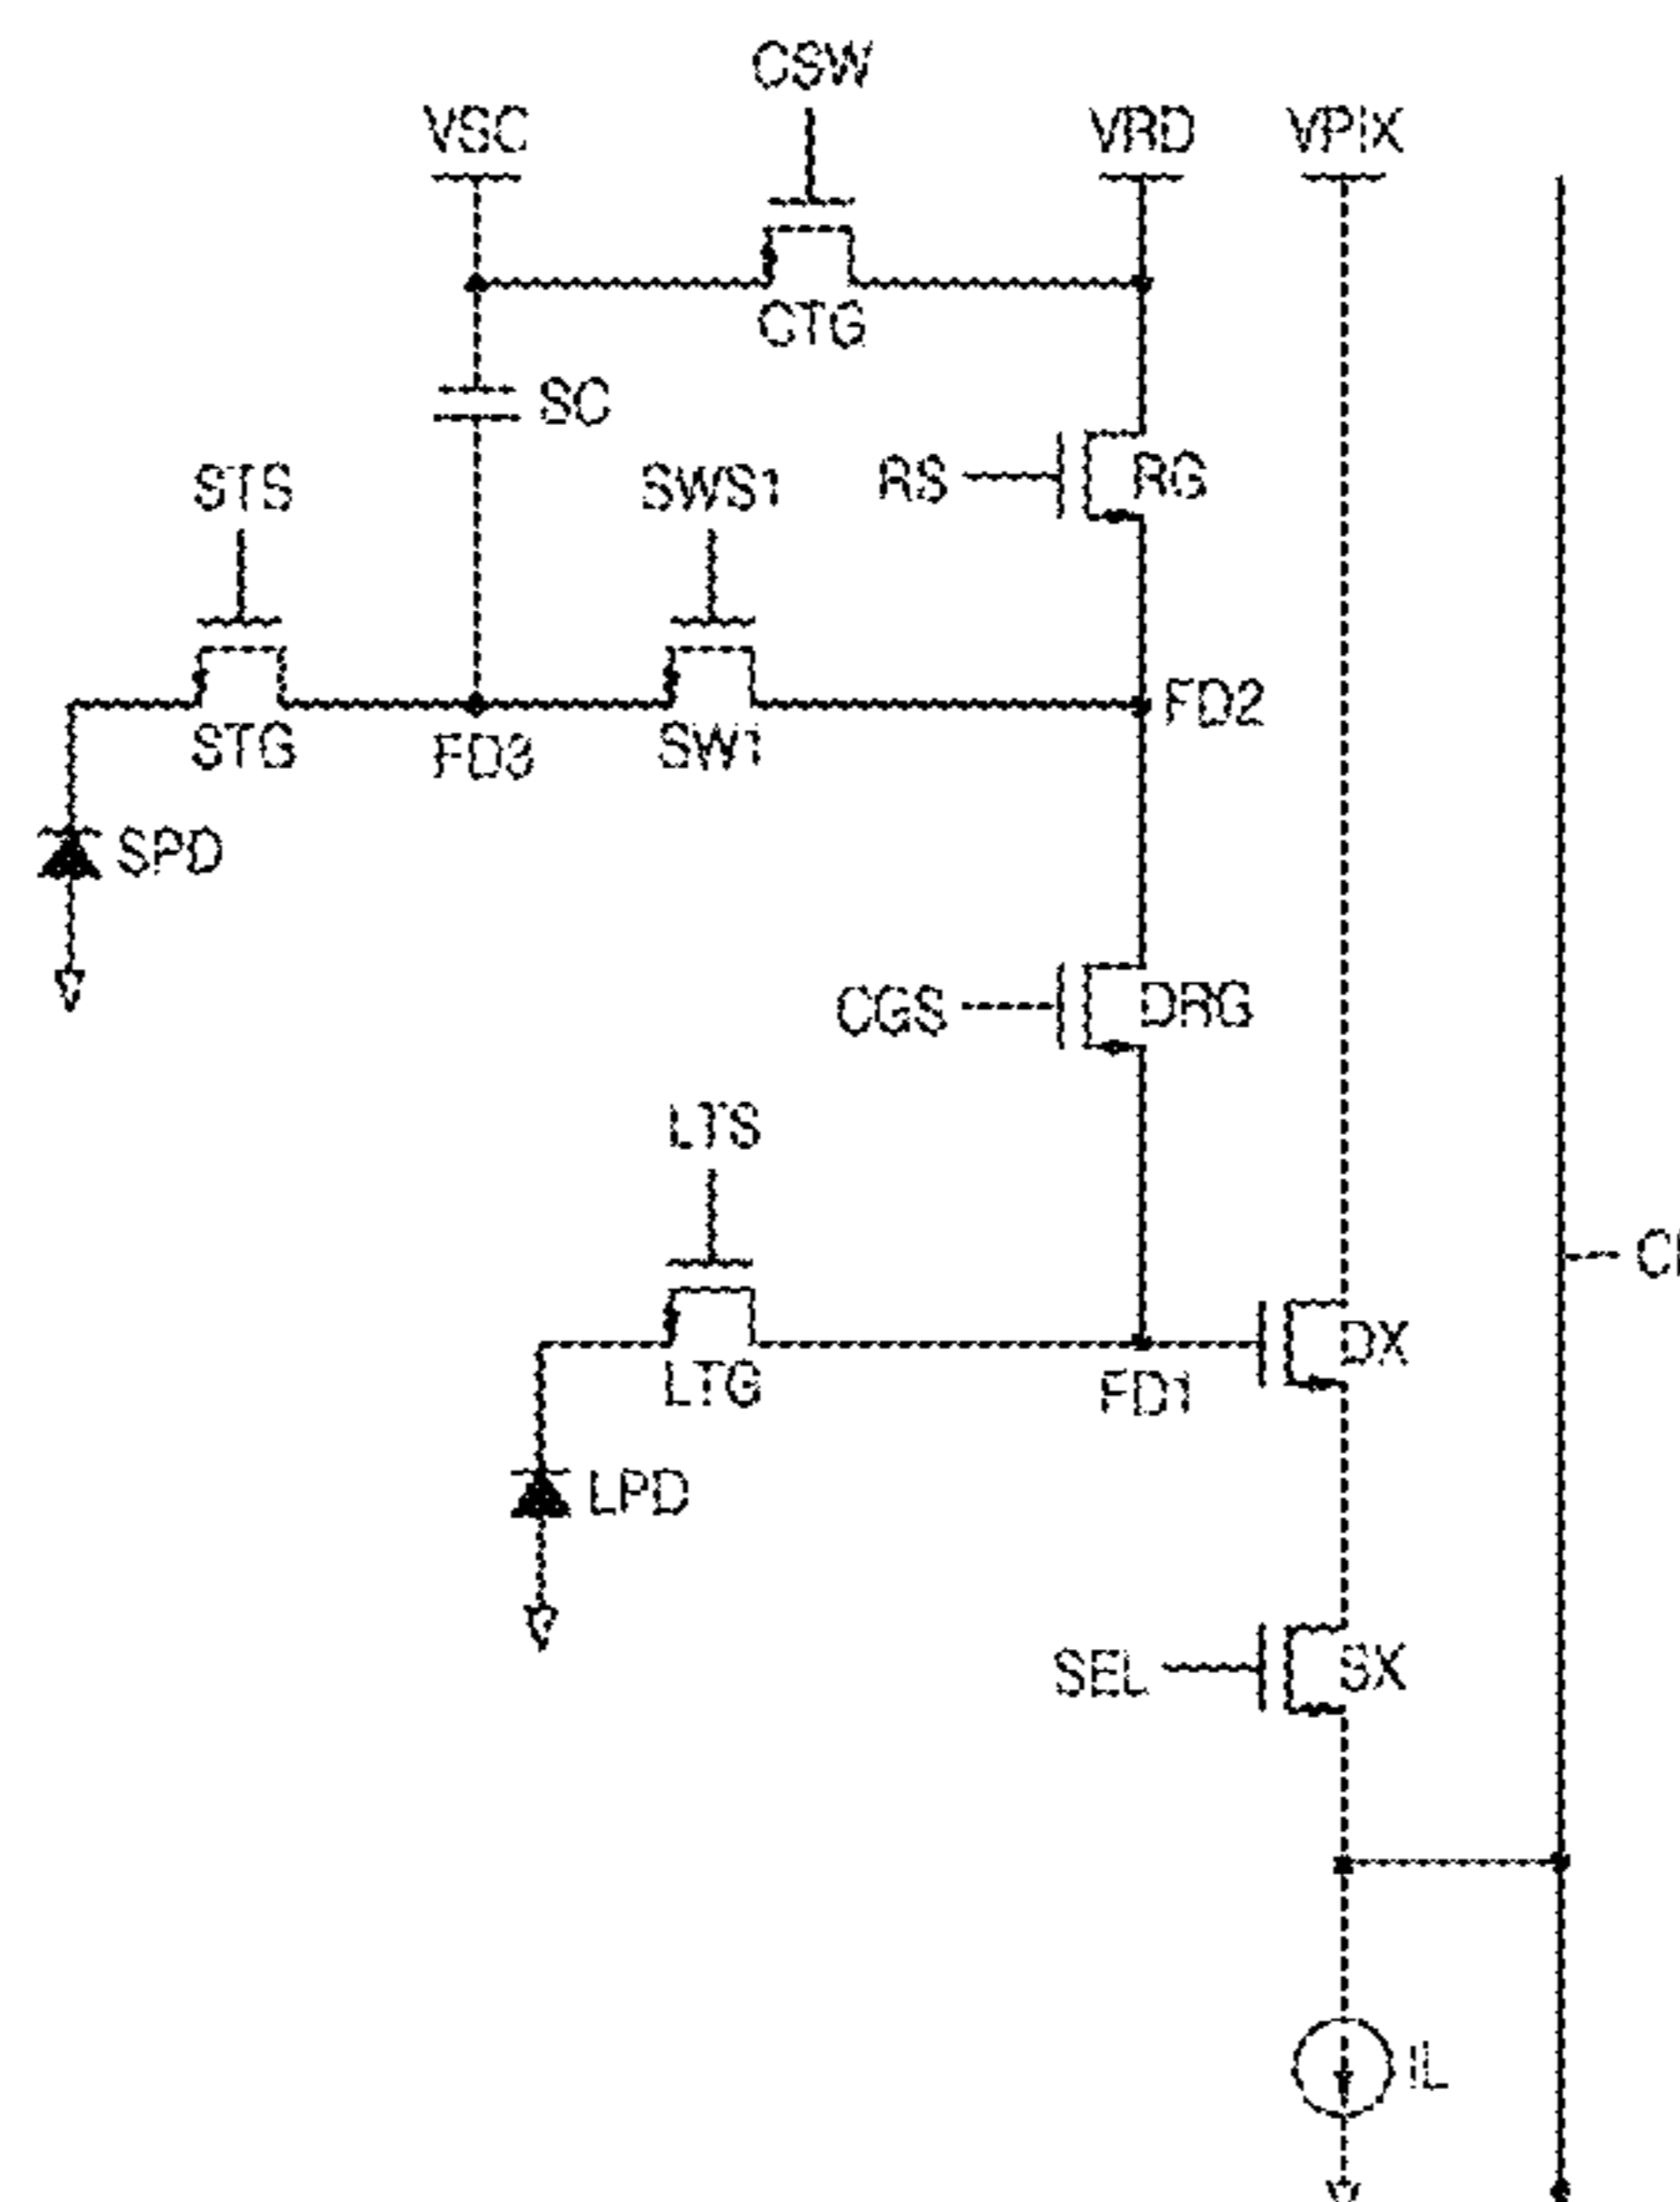 CSW
VSC
VRD
VPIX
CTG
SC
STS
SWS1
RS
RG
STG
FD3
SW1
FD2
SPD
CGS
DRG
LTS
LTG
FD1
DX
LPD
SEL
SX
IL